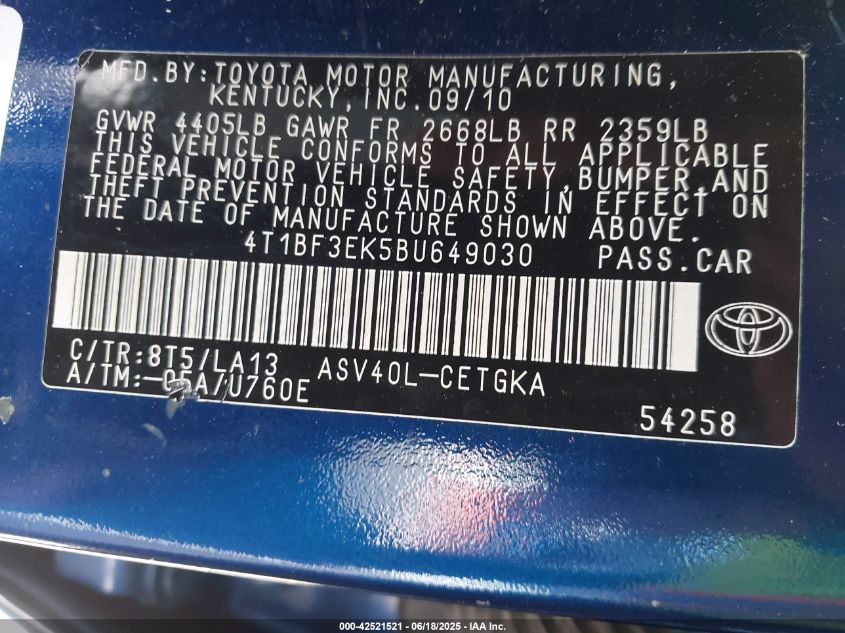 MFD.BY:TOYOTA MOTOR MANUFACTURING,
KENTUCKY, INC.09/10
GVWR 4405LB GAWR FR 2668LB RR 2359LB
THIS VEHICLE CONFORMS TO ALL APPLICABLE
FEDERAL MOTOR VEHICLE SAFETY,BUMPER,AND
THEFT PREVENTION STANDARDS IN EFFECT ON
THE DATE OF MANUFACTURE SHOWN ABOVE.
4T1BF3EK5BU649030 PASS.CAR
C/TR:8T5/LA13 ASV40L-CETGKA
A/TM:-05A/U760E
54258
000-42521521 - 06/18/2025 - IAA Inc.